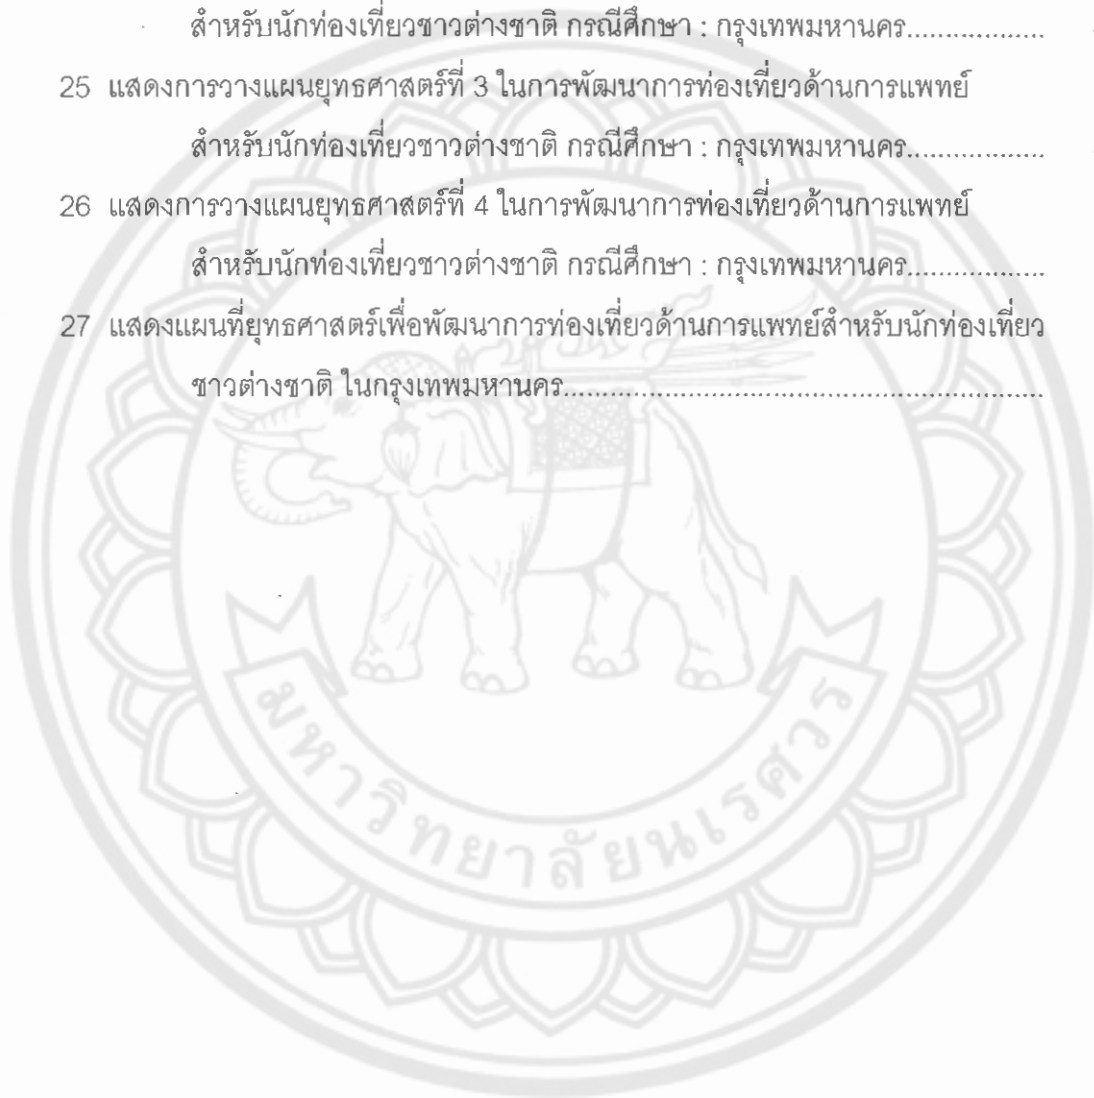 สำหรับนักท่องเที่ยวชาวต่างชาติ กรณีศึกษา : กรุงเทพมหานคร..................
25 แสดงการวางแผนยุทธศาสตร์ที่ 3 ในการพัฒนาการท่องเที่ยวด้านการแพทย์
สำหรับนักท่องเที่ยวชาวต่างชาติ กรณีศึกษา : กรุงเทพมหานคร..................
26 แสดงการวางแผนยุทธศาสตร์ที่ 4 ในการพัฒนาการท่องเที่ยวด้านการแพทย์
สำหรับนักท่องเที่ยวชาวต่างชาติ กรณีศึกษา : กรุงเทพมหานคร..................
27 แสดงแผนที่ยุทธศาสตร์เพื่อพัฒนาการท่องเที่ยวด้านการแพทย์สำหรับนักท่องเที่ยว
ชาวต่างชาติ ในกรุงเทพมหานคร..............................................................
มหาวิทยาลัยนเรศวร